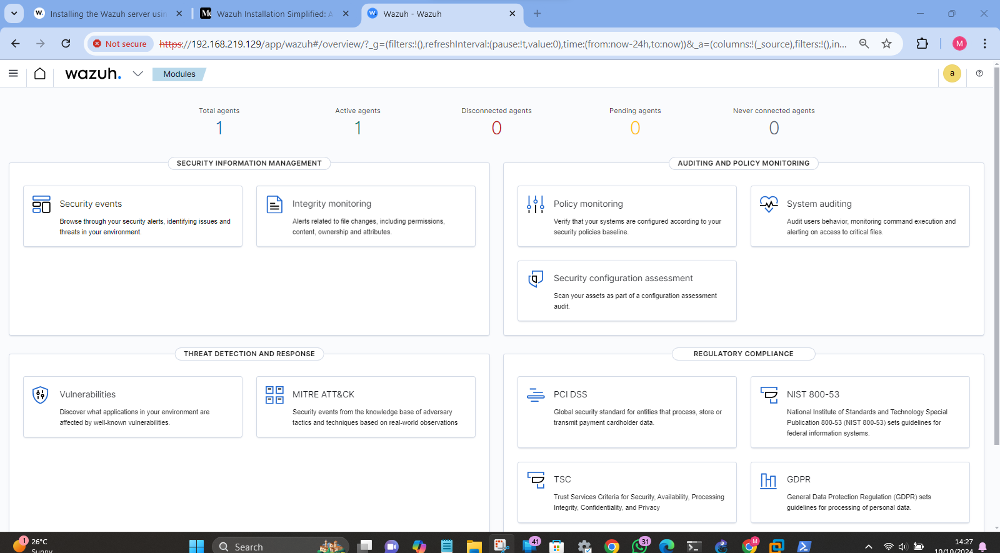 Installing the Wazuh server usin
Wazuh Installation Simplified: A
Wazuh - Wazuh
Not secure
https://192.168.219.129/app/wazuh#/overview/?_g=(filters:!(),refreshInterval:(pause:!t,value:0),time:(from:now-24h,to:now))&_a=(columns:!(_source),filters:!(),in...
M
wazuh.
Modules
a
Total agents
1
Active agents
1
Disconnected agents
0
Pending agents
0
Never connected agents
0
SECURITY INFORMATION MANAGEMENT
Security events
Browse through your security alerts, identifying issues and
threats in your environment.
Integrity monitoring
Alerts related to file changes, including permissions,
content, ownership and attributes.
AUDITING AND POLICY MONITORING
Policy monitoring
Verify that your systems are configured according to your
security policies baseline.
System auditing
Audit users behavior, monitoring command execution and
alerting on access to critical files.
Security configuration assessment
Scan your assets as part of a configuration assessment
audit.
THREAT DETECTION AND RESPONSE
Vulnerabilities
Discover what applications in your environment are
affected by well-known vulnerabilities.
MITRE ATT&CK
Security events from the knowledge base of adversary
tactics and techniques based on real-world observations
REGULATORY COMPLIANCE
PCI DSS
Global security standard for entities that process, store or
transmit payment cardholder data.
NIST 800-53
National Institute of Standards and Technology Special
Publication 800-53 (NIST 800-53) sets guidelines for
federal information systems.
TSC
Trust Services Criteria for Security, Availability, Processing
Integrity, Confidentiality, and Privacy
GDPR
General Data Protection Regulation (GDPR) sets
guidelines for processing of personal data.
1
26°C
Sunny
Search
41
31
M
14:27
10/10/2024